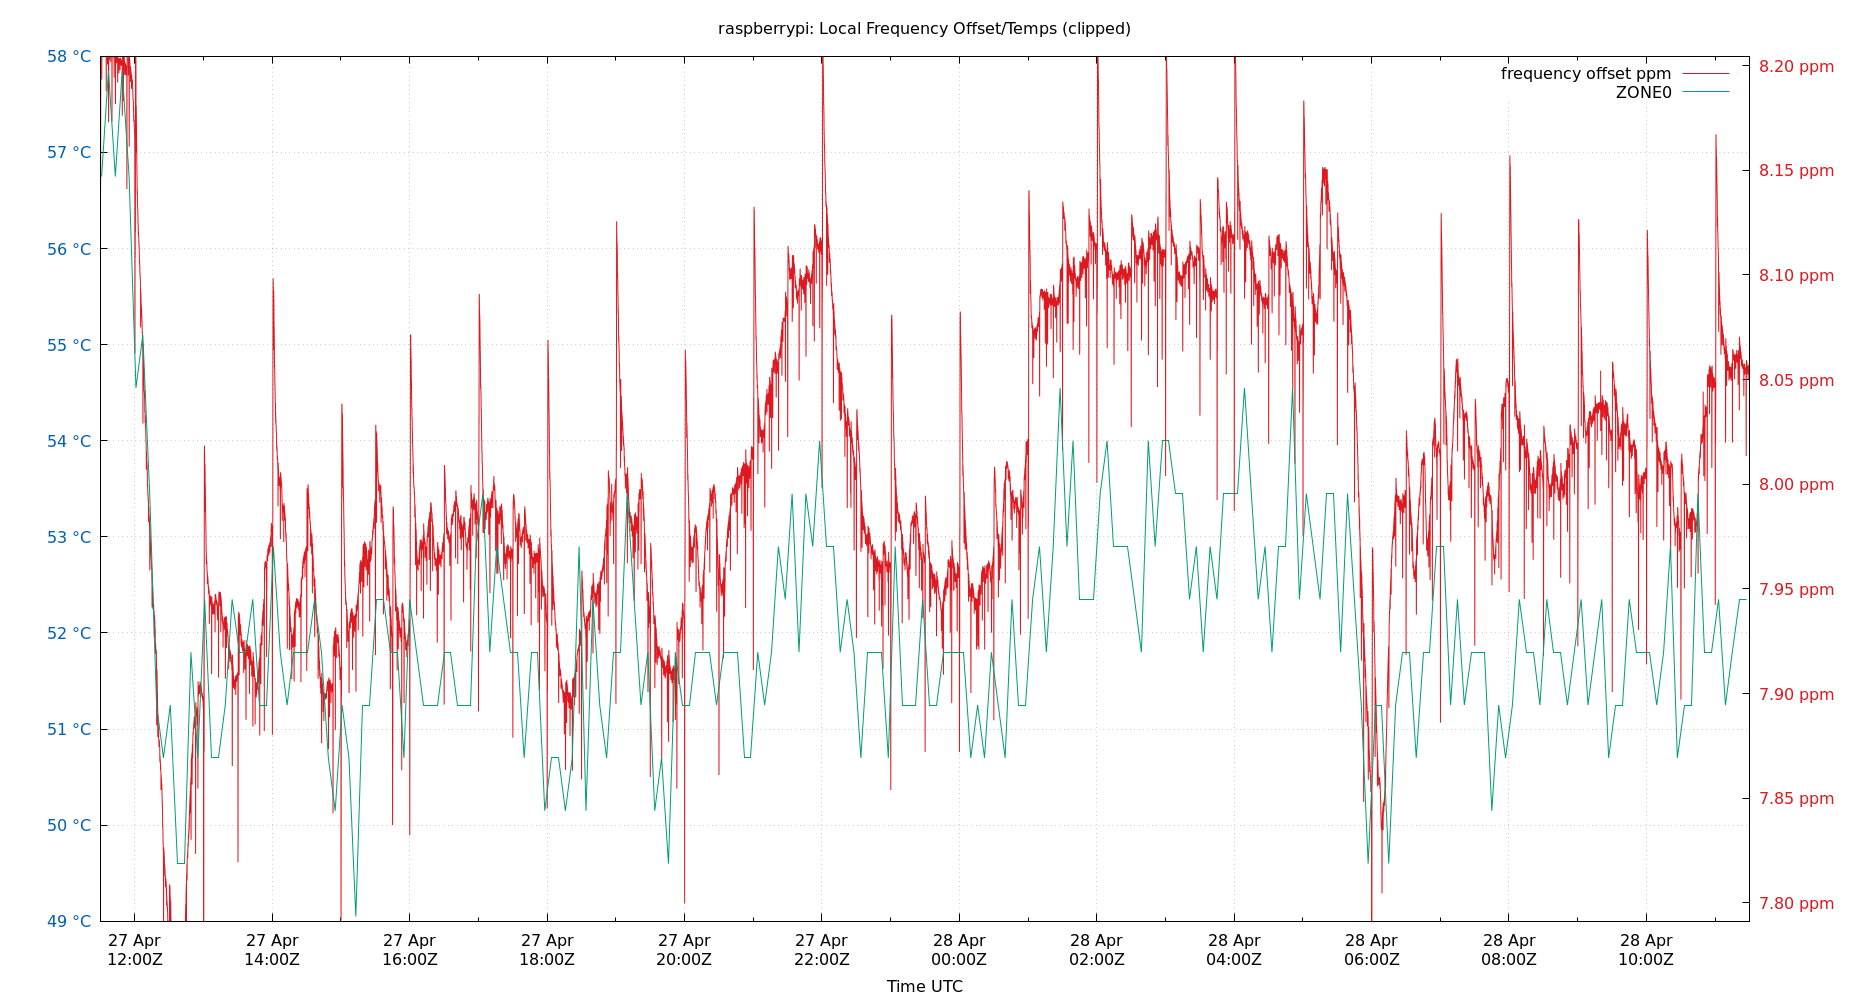 raspberrypi: Local Frequency Offset/Temps (clipped)
frequency offset ppm
ZONE0
58 °C
57 °C
56 °C
55 °C
54 °C
53 °C
52 °C
51 °C
50 °C
49 °C
8.20 ppm
8.15 ppm
8.10 ppm
8.05 ppm
8.00 ppm
7.95 ppm
7.90 ppm
7.85 ppm
7.80 ppm
27 Apr 27 Apr 27 Apr 27 Apr 27 Apr 27 Apr 28 Apr 28 Apr 28 Apr 28 Apr 28 Apr 28 Apr
12:00Z 14:00Z 16:00Z 18:00Z 20:00Z 22:00Z 00:00Z 02:00Z 04:00Z 06:00Z 08:00Z 10:00Z
Time UTC